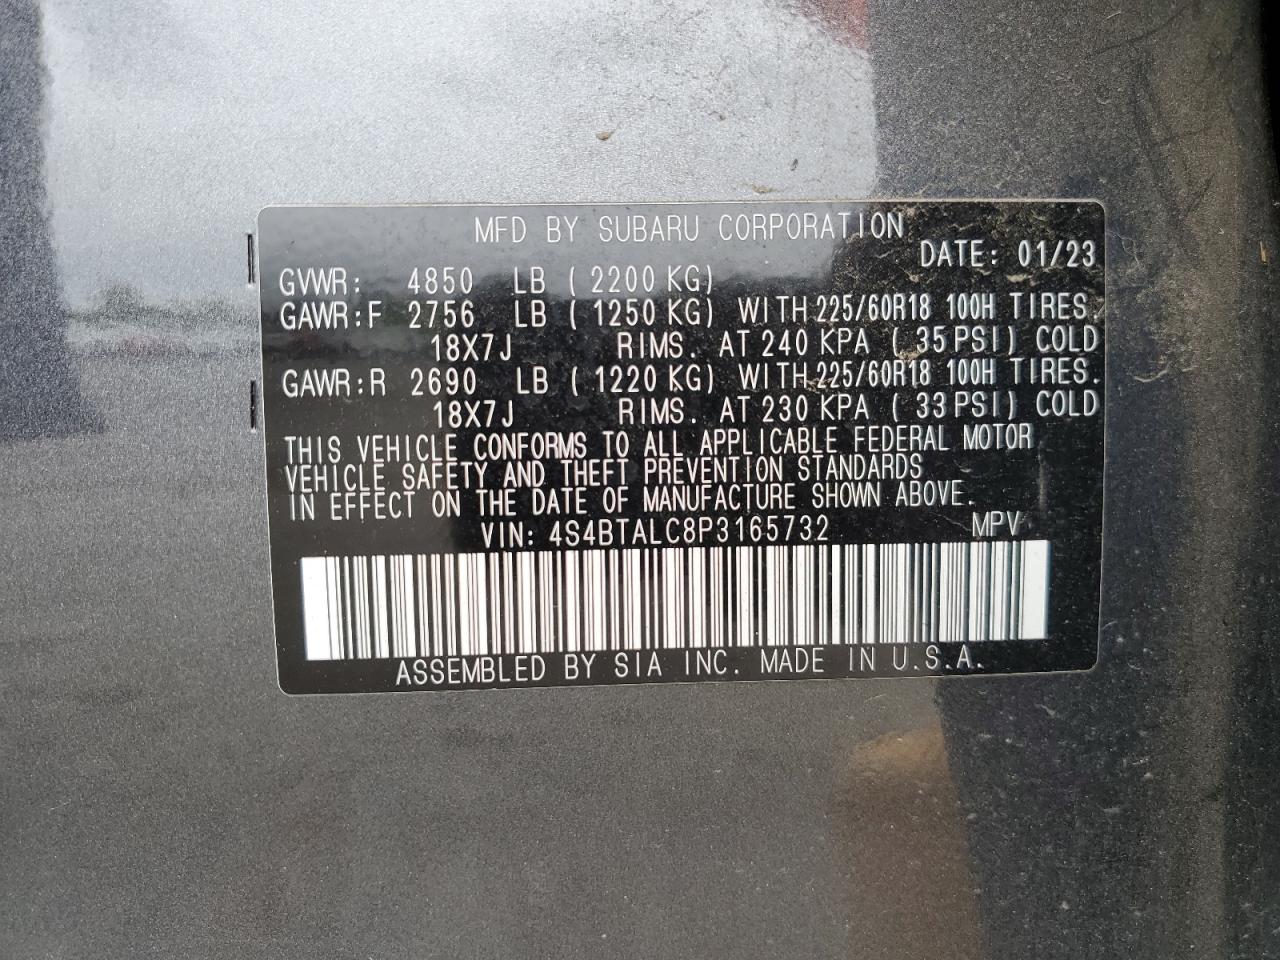 MFD BY SUBARU CORPORATION
DATE: 01/23
GVWR: 4850 LB ( 2200 KG)
GAWR:F 2756 LB ( 1250 KG) WITH 225/60R18 100H TIRES.
18X7J RIMS. AT 240 KPA ( 35 PSI) COLD
GAWR:R 2690 LB ( 1220 KG) WITH 225/60R18 100H TIRES.
18X7J RIMS. AT 230 KPA ( 33 PSI) COLD
THIS VEHICLE CONFORMS TO ALL APPLICABLE FEDERAL MOTOR
VEHICLE SAFETY AND THEFT PREVENTION STANDARDS
IN EFFECT ON THE DATE OF MANUFACTURE SHOWN ABOVE.
VIN: 4S4BTALC8P3165732 MPV
ASSEMBLED BY SIA INC. MADE IN U.S.A.